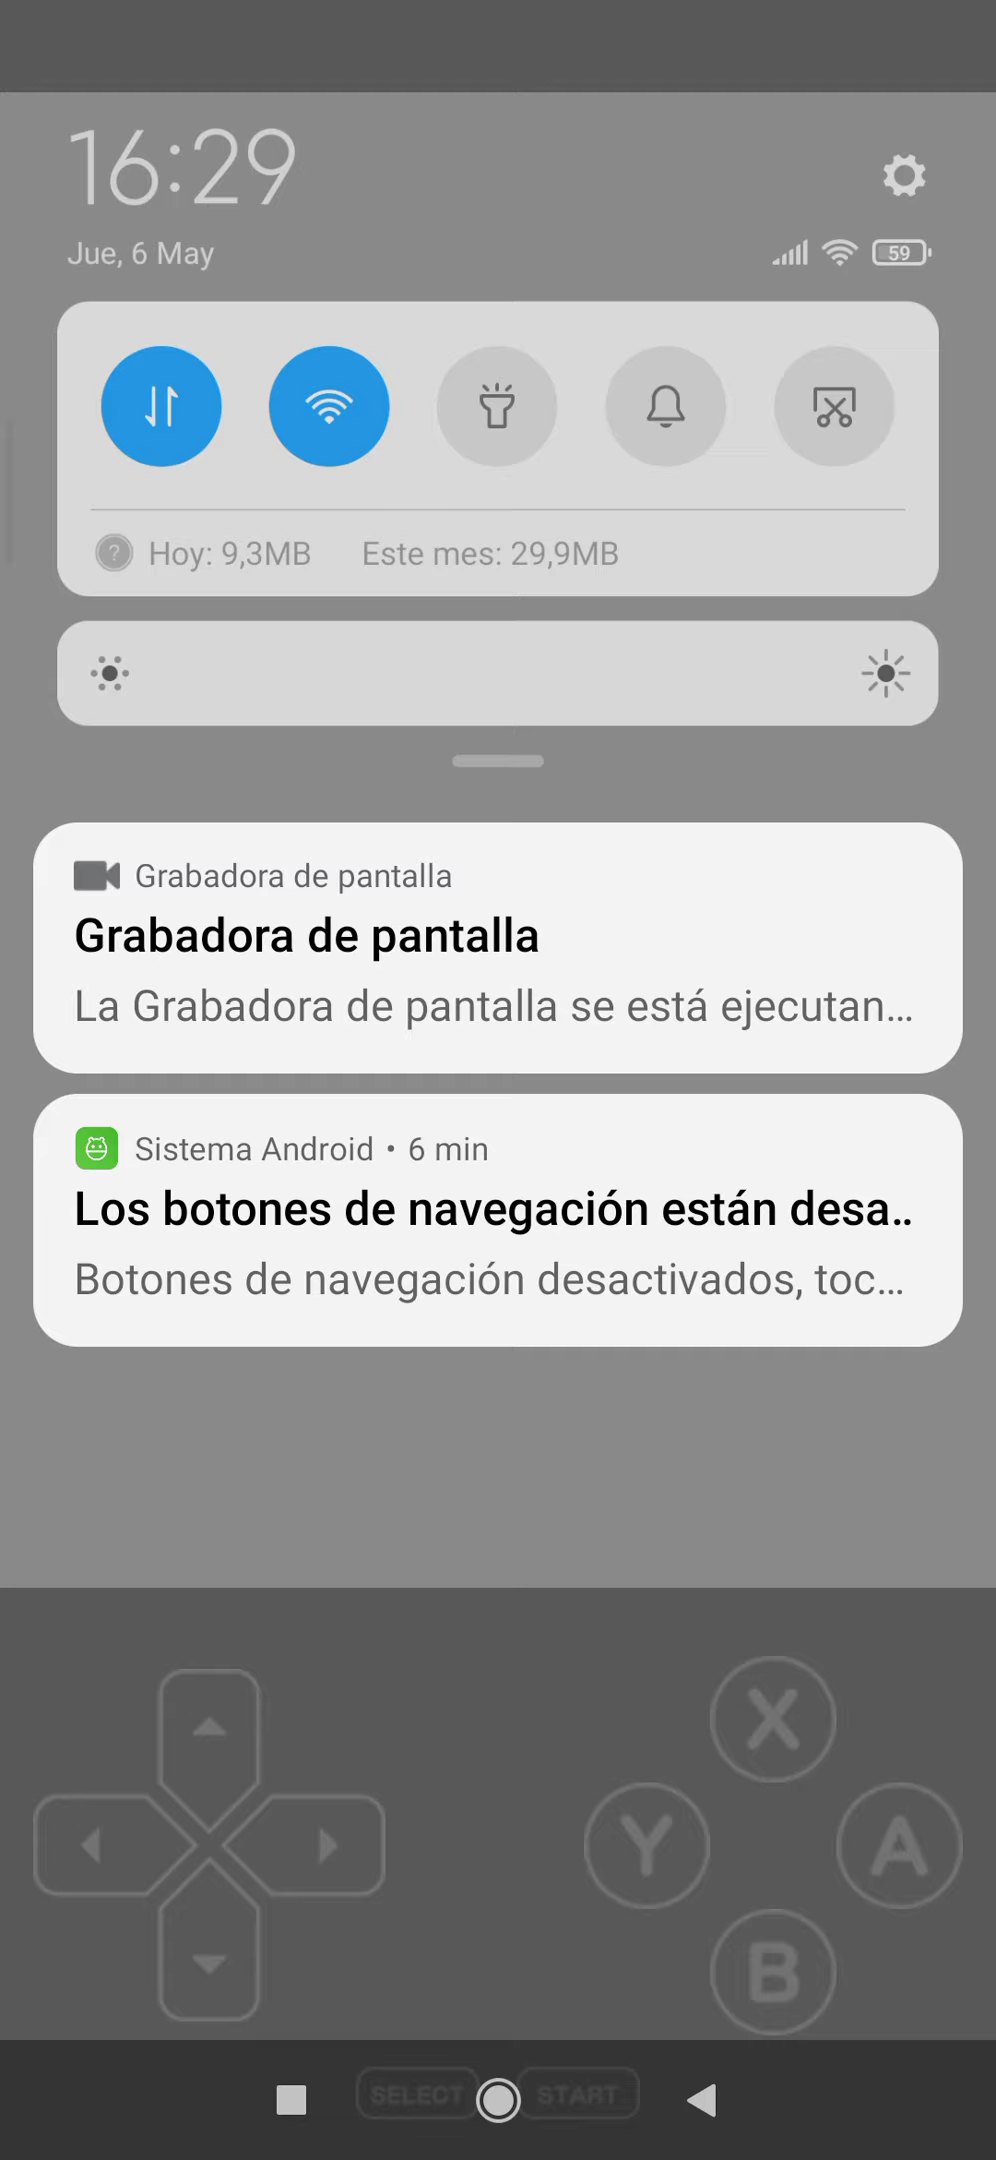 16:29
Jue, 6 May
59
? Hoy: 9,3MB Este mes: 29,9MB
Grabadora de pantalla
Grabadora de pantalla
La Grabadora de pantalla se está ejecutan...
Sistema Android • 6 min
Los botones de navegación están desa..
Botones de navegación desactivados, toc...
X
Y A
B
SELECT START